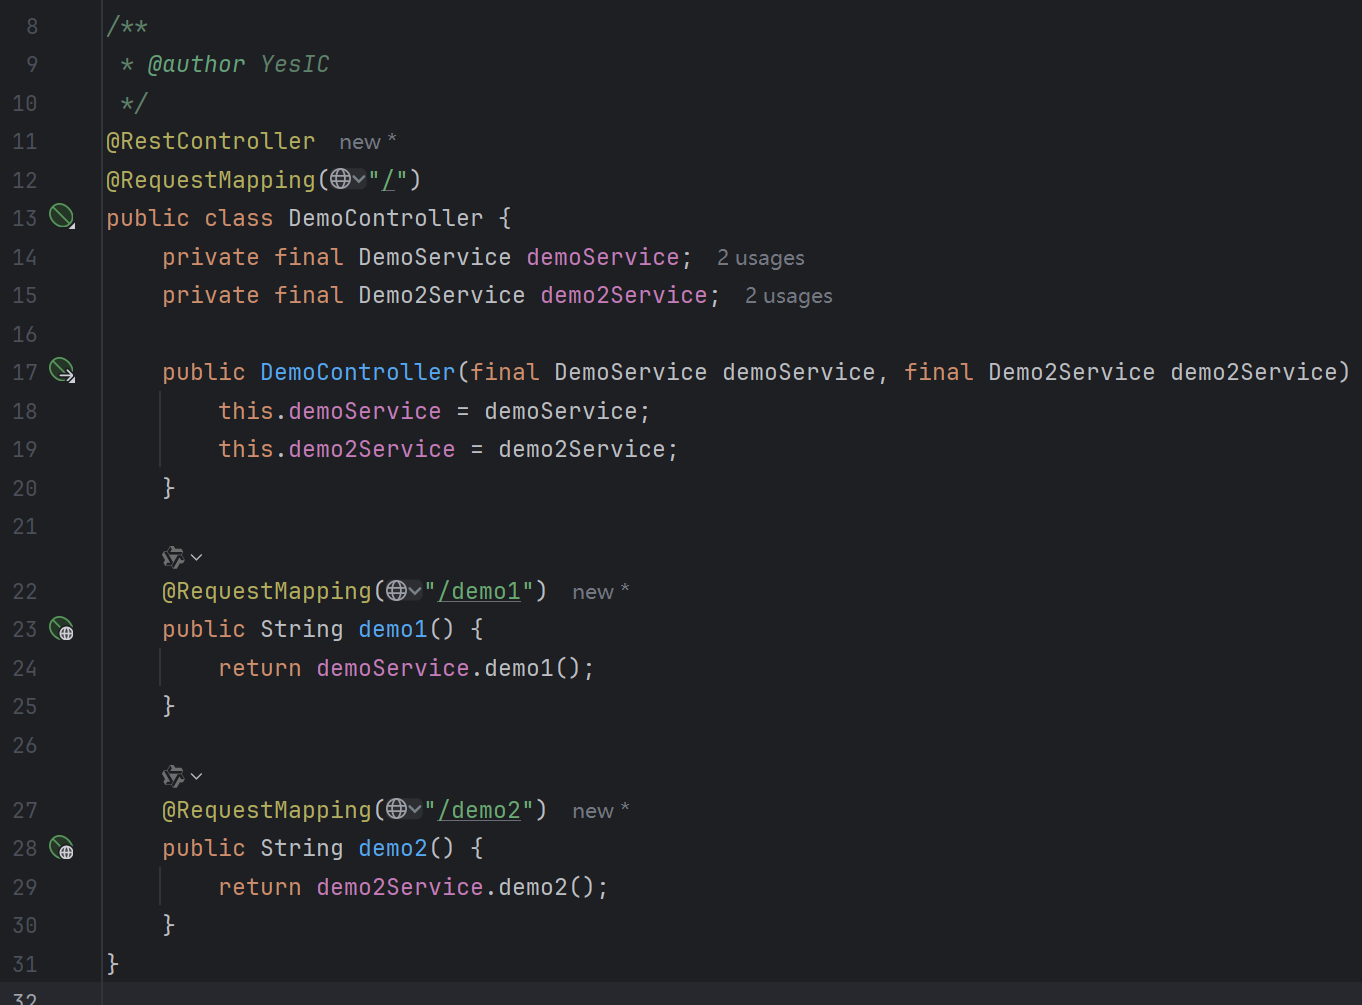 8 /**
9 * @author YesIC
10 */
11 @RestController new *
12 @RequestMapping("/")
13 public class DemoController {
14 private final DemoService demoService; 2 usages
15 private final Demo2Service demo2Service; 2 usages
16
17 public DemoController(final DemoService demoService, final Demo2Service demo2Service)
18 this.demoService = demoService;
19 this.demo2Service = demo2Service;
20 }
21
22 @RequestMapping("/demo1") new *
23 public String demo1() {
24 return demoService.demo1();
25 }
26
27 @RequestMapping("/demo2") new *
28 public String demo2() {
29 return demo2Service.demo2();
30 }
31 }
32